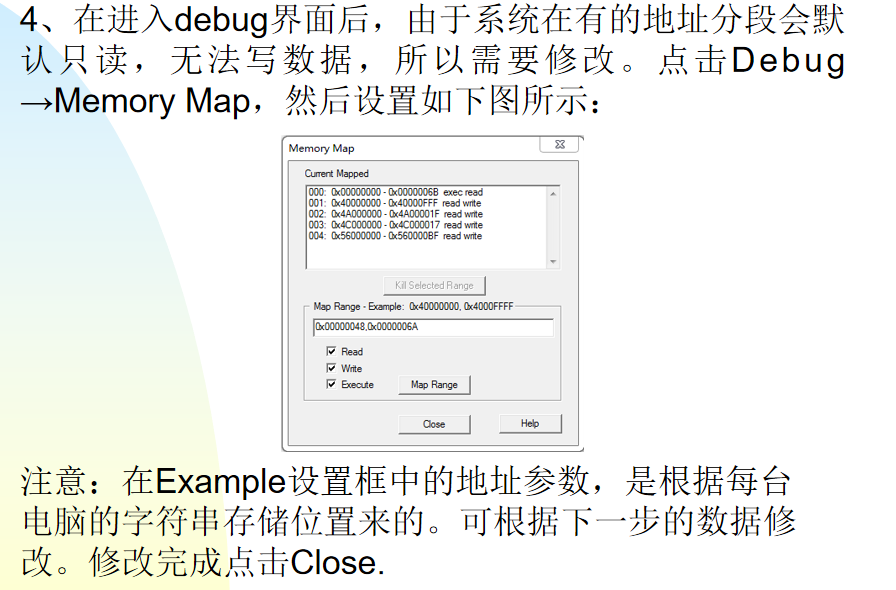 4、在进入debug界面后，由于系统在有的地址分段会默
认只读，无法写数据，所以需要修改。点击Debug
→Memory Map，然后设置如下图所示：
Memory Map
Current Mapped
000: 0x00000000 - 0x0000006B exec read
001: 0x40000000 - 0x40000FFF read write
002: 0x4A000000 - 0x4A00001F read write
003: 0x4C000000 - 0x4C000017 read write
004: 0x56000000 - 0x560000BF read write
Kill Selected Range
Map Range - Example: 0x40000000, 0x4000FFFF
0x00000048,0x0000006A
Read
Write
Execute
Map Range
Close
Help
注意：在Example设置框中的地址参数，是根据每台
电脑的字符串存储位置来的。可根据下一步的数据修
改。修改完成点击Close.